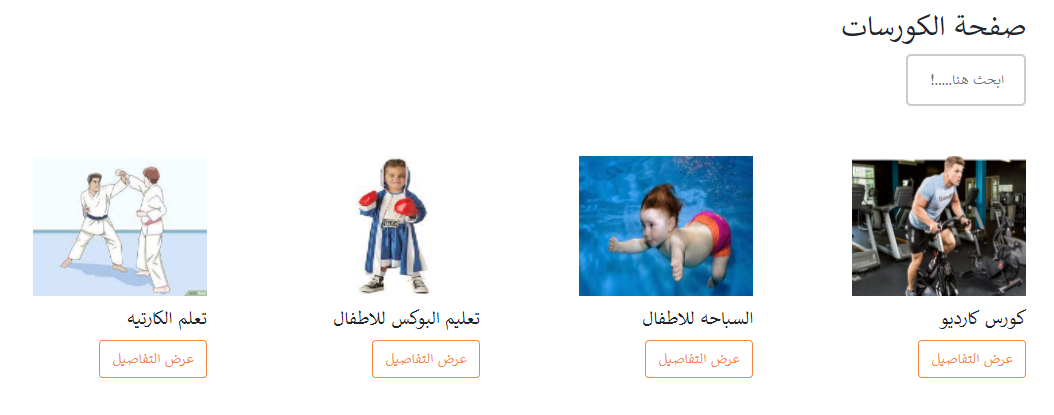 صفحة الكورسات
ابحث هنا.....!
كورس كارديو
السباحه للاطفال
تعليم البوكس للاطفال
تعلم الكارتيه
عرض التفاصيل
عرض التفاصيل
عرض التفاصيل
عرض التفاصيل